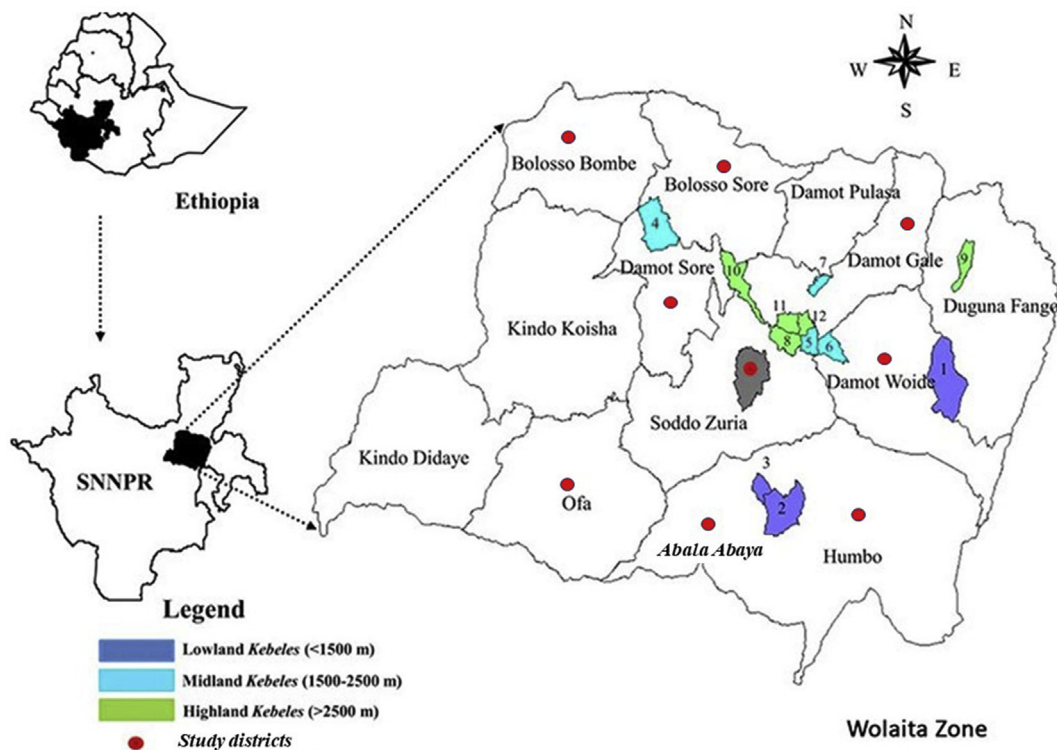 N
W E
S
Ethiopia
SNNPR
Bolosso Bombe
Bolosso Sore
Damot Pulasa
4
7
Damot Sore
10
Damot Gale
9
Duguna Fango
Kindo Koisha
11
12
8
5
6
1
Damot Woide
Soddo Zuria
Kindo Didaye
3
2
Ofa
Abala Abaya
Humbo
Legend
Lowland Kebeles (<1500 m)
Midland Kebeles (1500-2500 m)
Highland Kebeles (>2500 m)
Study districts
Wolaita Zone